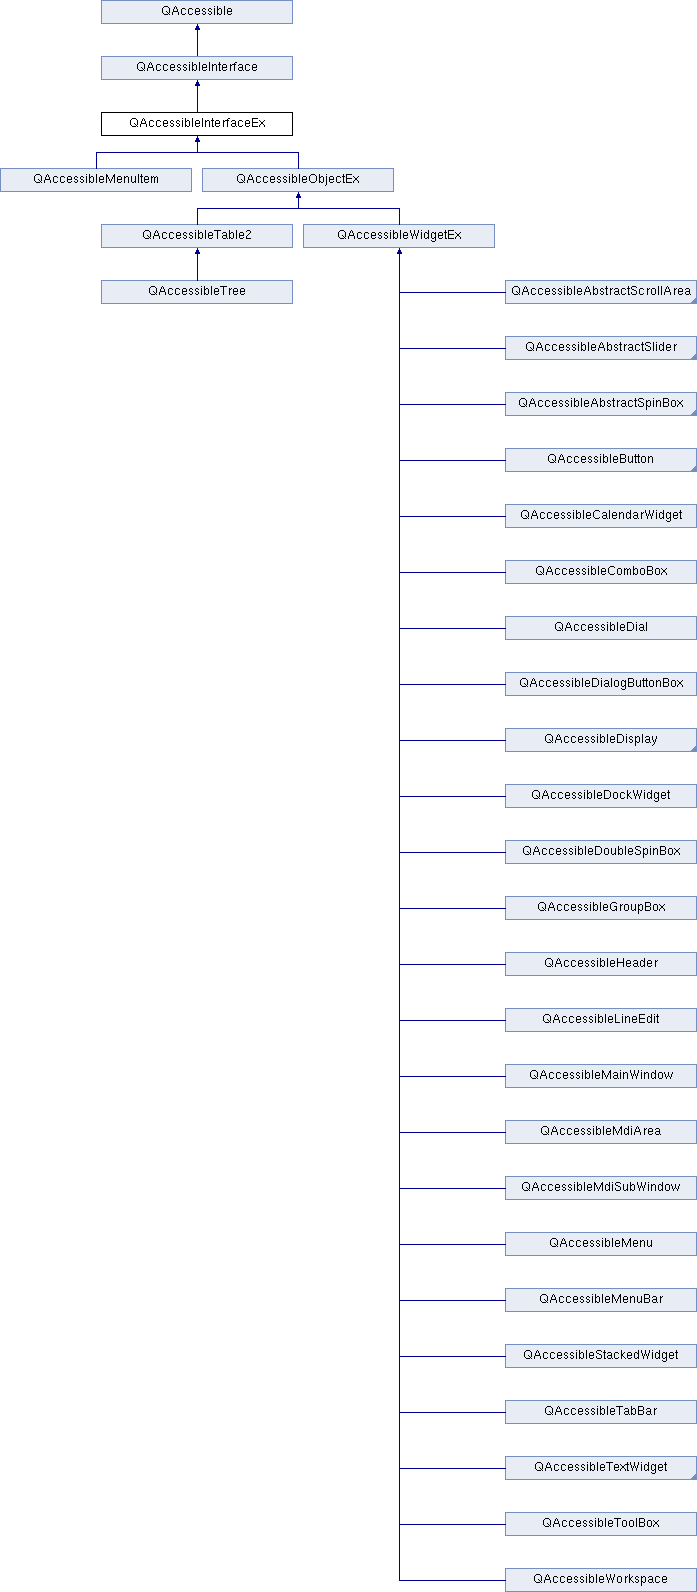 QAccessible
QAccessibleInterface
QAccessibleInterfaceEx
QAccessibleMenuItem
QAccessibleObjectEx
QAccessibleTable2
QAccessibleWidgetEx
QAccessibleTree
QAccessibleAbstractScrollArea
QAccessibleAbstractSlider
QAccessibleAbstractSpinBox
QAccessibleButton
QAccessibleCalendarWidget
QAccessibleComboBox
QAccessibleDial
QAccessibleDialogButtonBox
QAccessibleDisplay
QAccessibleDockWidget
QAccessibleDoubleSpinBox
QAccessibleGroupBox
QAccessibleHeader
QAccessibleLineEdit
QAccessibleMainWindow
QAccessibleMdiArea
QAccessibleMdiSubWindow
QAccessibleMenu
QAccessibleMenuBar
QAccessibleStackedWidget
QAccessibleTabBar
QAccessibleTextWidget
QAccessibleToolBox
QAccessibleWorkspace